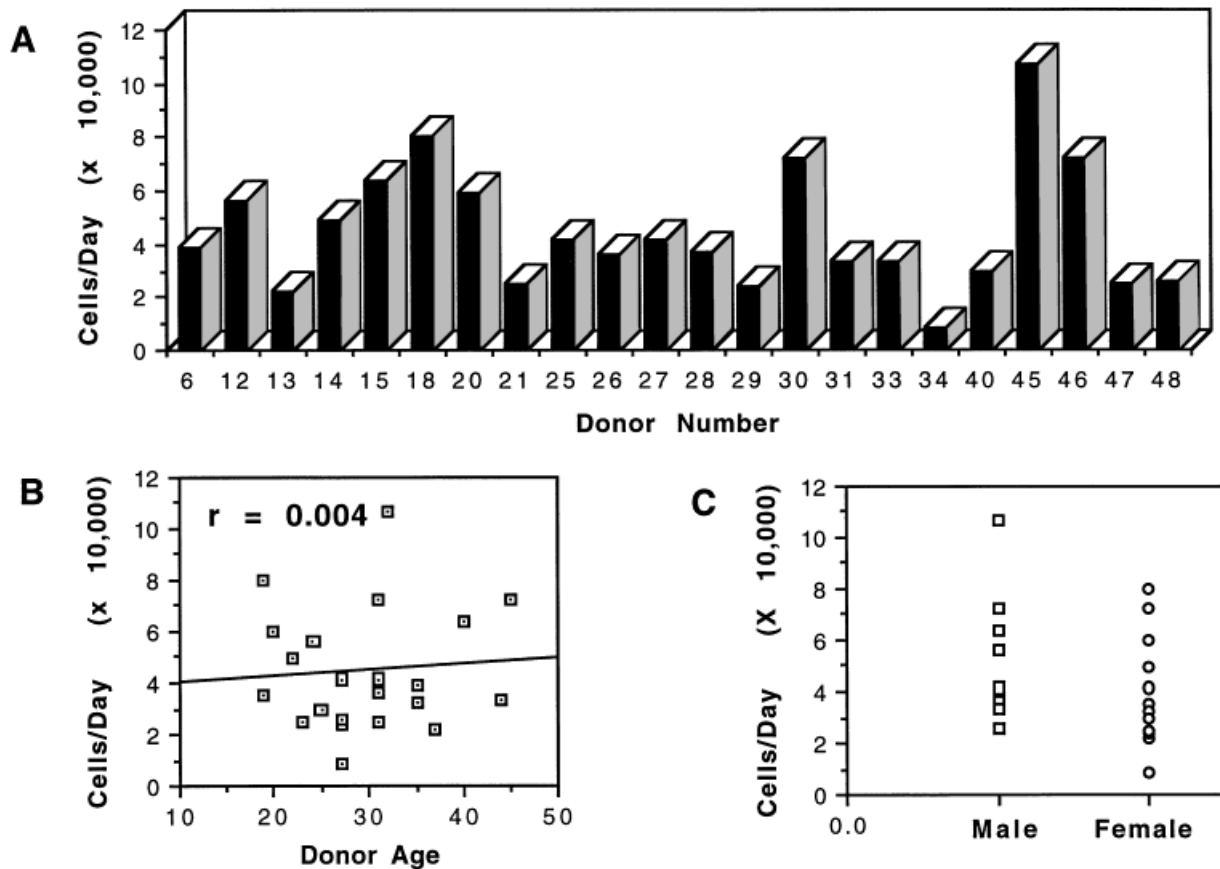 A
Cells/Day (x 10,000)
12
10
8
6
4
2
0
6 12 13 14 15 18 20 21 25 26 27 28 29 30 31 33 34 40 45 46 47 48
Donor Number
B
Cells/Day (x 10,000)
12
10
8
6
4
2
0
r = 0.004
10 20 30 40 50
Donor Age
C
Cells/Day (X 10,000)
12
10
8
6
4
2
0
0.0 Male Female